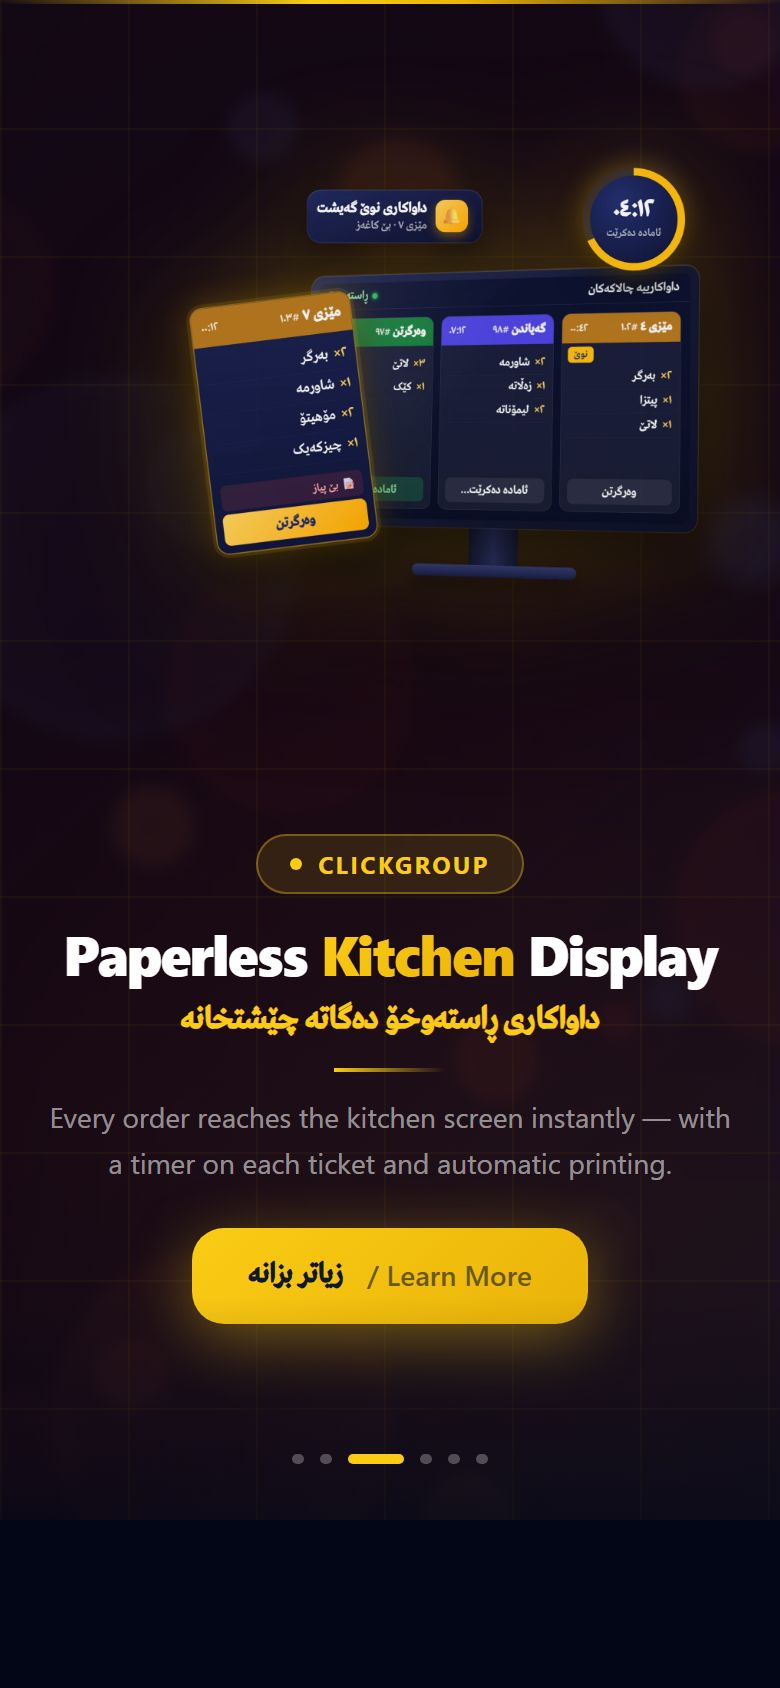 داواکاری نوێ گەیشت
مێزی ٧ · بێ کاغەز
٠٤:١٢
ئامادە دەکرێت
داواکارییە چالاکەکان
مێزی ٤ #١٠٢
نوێ
٢× بەرگر
١× پیتزا
١× لاتێ
وەرگرتن
گەیاندن #٩٨ ٠٧:١٢
٢× شاورمە
١× زەڵاتە
٢× لیمۆناتە
ئامادە دەکرێت...
وەرگرتن #٩٧
٣× لاتێ
١× کێک
مێزی ٧ #١٠٣
٢× بەرگر
١× شاورمە
٢× مۆهیتۆ
١× چیزکەیک
بێ پیاز
وەرگرتن
CLICKGROUP
Paperless Kitchen Display
داواکاری ڕاستەوخۆ دەگاتە چێشتخانە
Every order reaches the kitchen screen instantly — with
a timer on each ticket and automatic printing.
زیاتر بزانە / Learn More